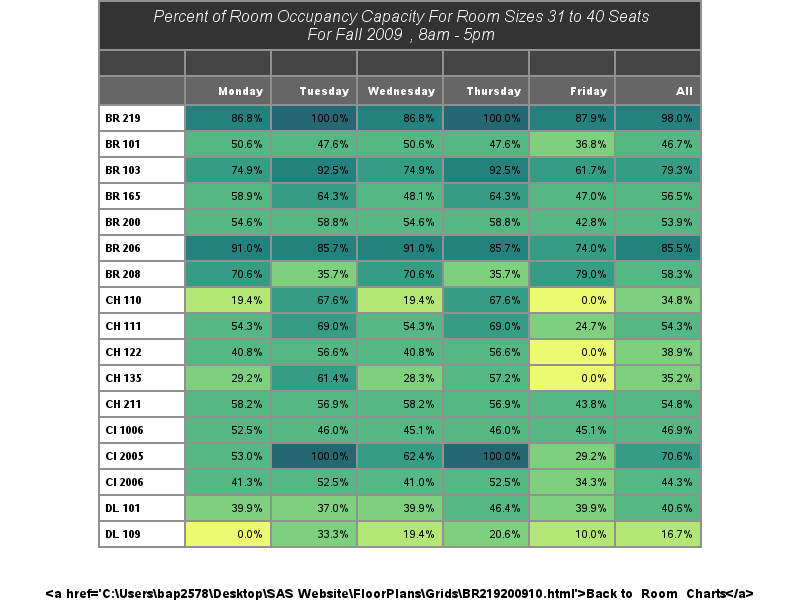 Percent of Room Occupancy Capacity For Room Sizes 31 to 40 Seats
For Fall 2009 , 8am - 5pm
Monday Tuesday Wednesday Thursday Friday All
BR 219 86.8% 100.0% 86.8% 100.0% 87.9% 98.0%
BR 101 50.6% 47.6% 50.6% 47.6% 36.8% 46.7%
BR 103 74.9% 92.5% 74.9% 92.5% 61.7% 79.3%
BR 165 58.9% 64.3% 48.1% 64.3% 47.0% 56.5%
BR 200 54.6% 58.8% 54.6% 58.8% 42.8% 53.9%
BR 206 91.0% 85.7% 91.0% 85.7% 74.0% 85.5%
BR 208 70.6% 35.7% 70.6% 35.7% 79.0% 58.3%
CH 110 19.4% 67.6% 19.4% 67.6% 0.0% 34.8%
CH 111 54.3% 69.0% 54.3% 69.0% 24.7% 54.3%
CH 122 40.8% 56.6% 40.8% 56.6% 0.0% 38.9%
CH 135 29.2% 61.4% 28.3% 57.2% 0.0% 35.2%
CH 211 58.2% 56.9% 58.2% 56.9% 43.8% 54.8%
CI 1006 52.5% 46.0% 45.1% 46.0% 45.1% 46.9%
CI 2005 53.0% 100.0% 62.4% 100.0% 29.2% 70.6%
CI 2006 41.3% 52.5% 41.0% 52.5% 34.3% 44.3%
DL 101 39.9% 37.0% 39.9% 46.4% 39.9% 40.6%
DL 109 0.0% 33.3% 19.4% 20.6% 10.0% 16.7%
<a href='C:\Users\bap2578\Desktop\SAS Website\FloorPlans\Grids\BR219200910.html'>Back to Room Charts</a>